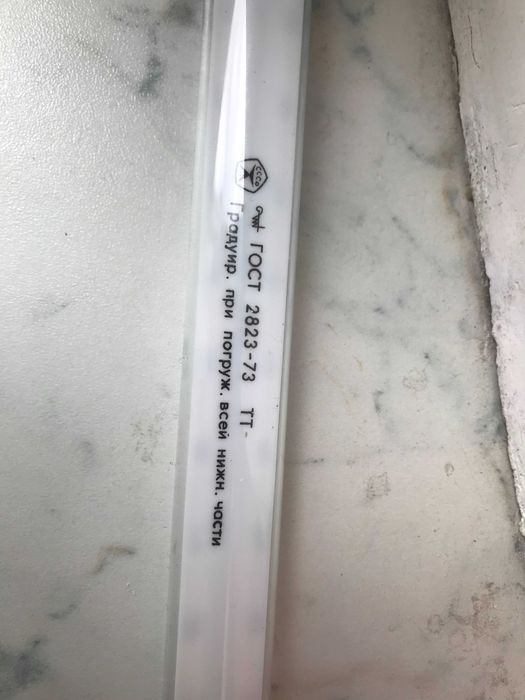 ГОСТ 2823-73 ТТ-
Градуир. при погруж. всей нижн. части